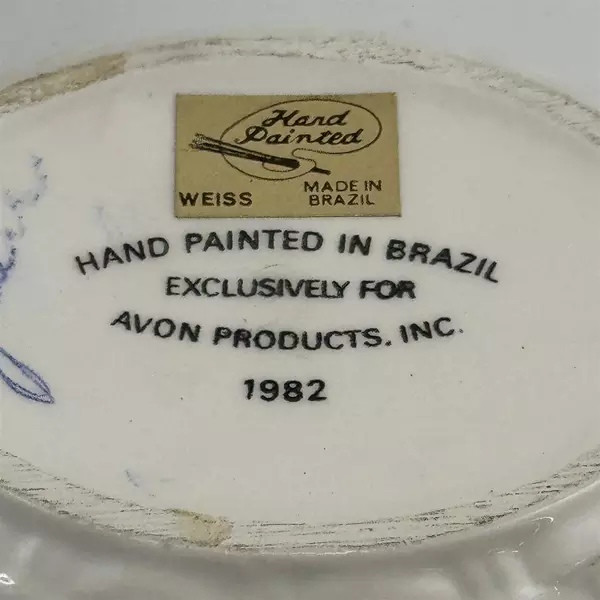 Hand
Painted
WEISS
MADE IN
BRAZIL
HAND PAINTED IN BRAZIL
EXCLUSIVELY FOR
AVON PRODUCTS, INC.
1982